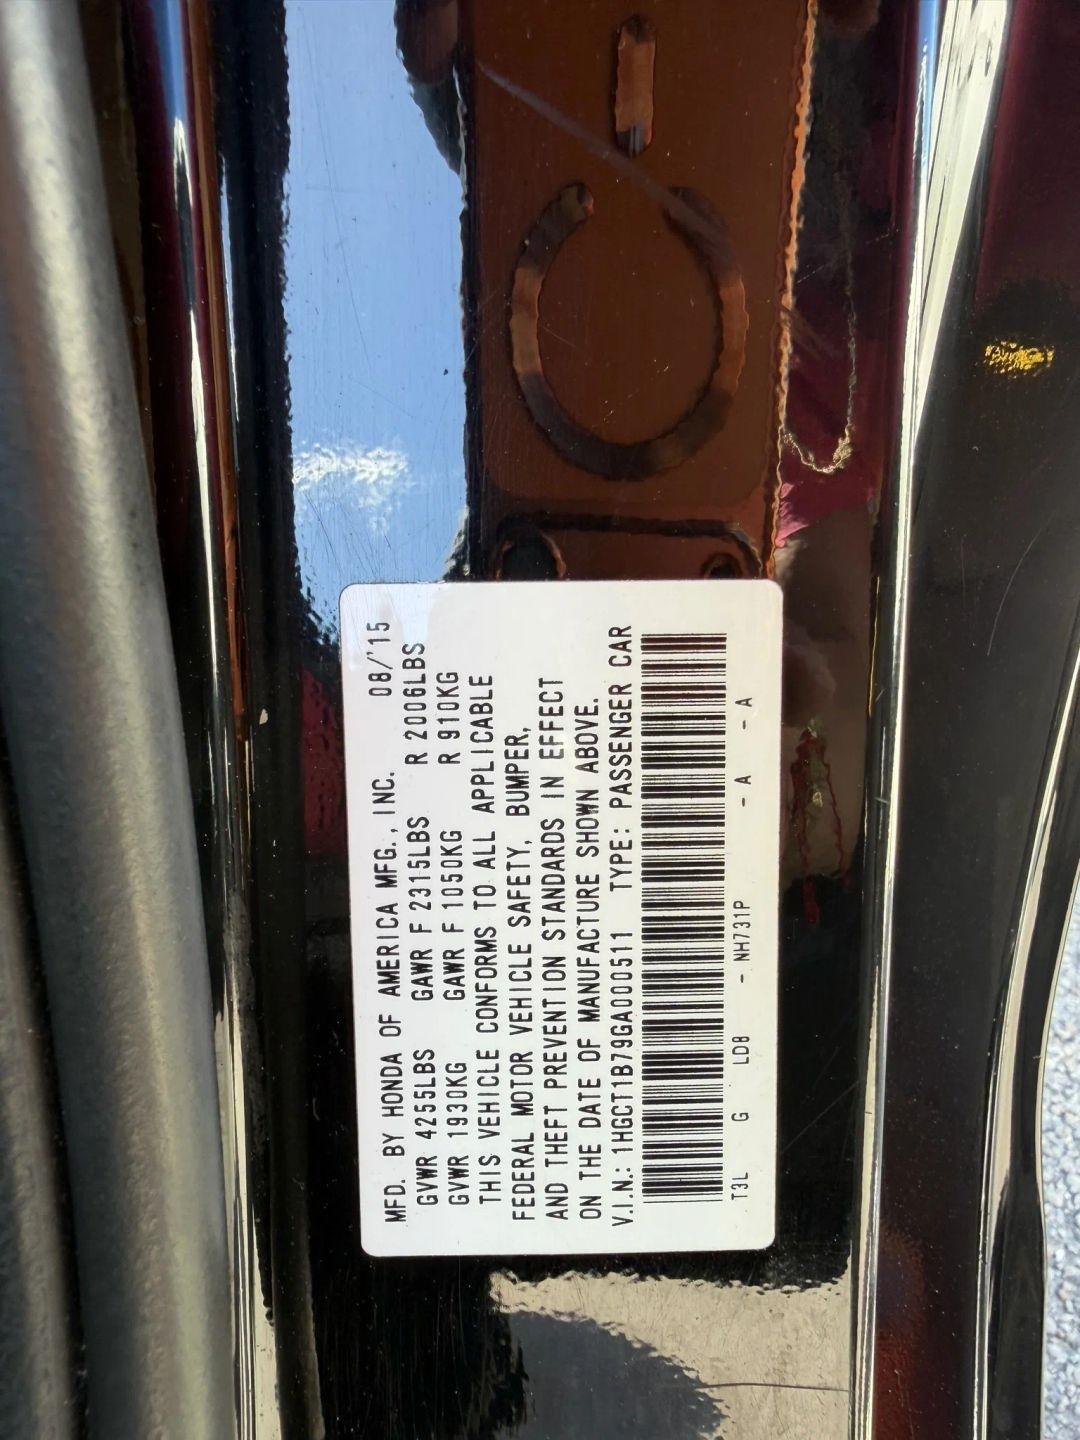 MFD. BY HONDA OF AMERICA MFG., INC. 08/'15
GVWR 4255LBS GAWR F 2315LBS R 2006LBS
GVWR 1930KG GAWR F 1050KG R 910KG
THIS VEHICLE CONFORMS TO ALL APPLICABLE
FEDERAL MOTOR VEHICLE SAFETY, BUMPER,
AND THEFT PREVENTION STANDARDS IN EFFECT
ON THE DATE OF MANUFACTURE SHOWN ABOVE.
V.I.N.: 1HGCT1B79GA000511 TYPE: PASSENGER CAR
T3L G LD8 - NH731P - A - A